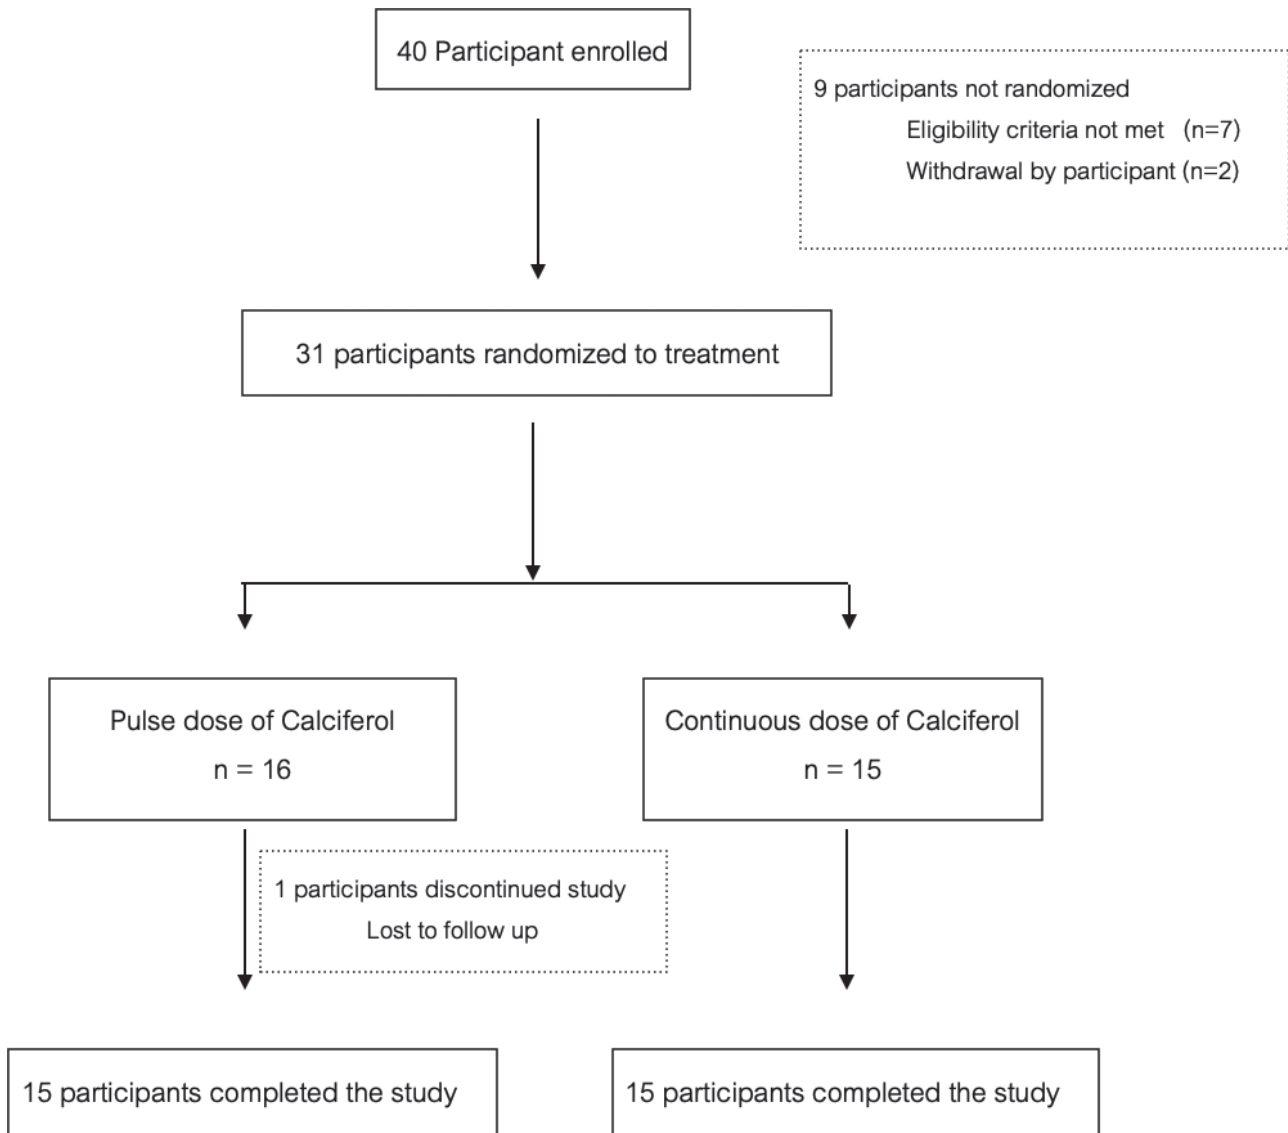 40 Participant enrolled
9 participants not randomized
Eligibility criteria not met (n=7)
Withdrawal by participant (n=2)
31 participants randomized to treatment
Pulse dose of Calciferol
n = 16
Continuous dose of Calciferol
n = 15
1 participants discontinued study
Lost to follow up
15 participants completed the study
15 participants completed the study